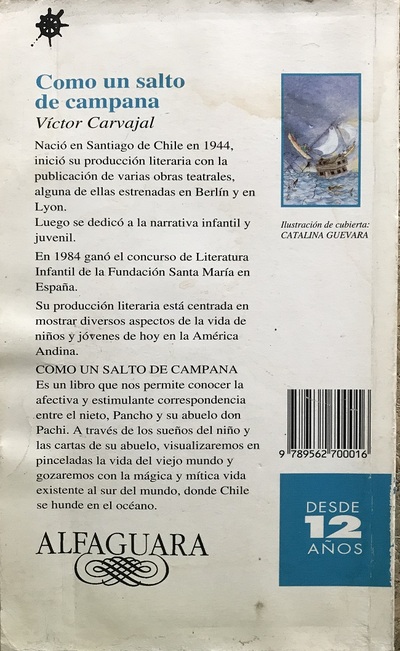 Como un salto
de campana
Víctor Carvajal
Nació en Santiago de Chile en 1944,
inició su producción literaria con la
publicación de varias obras teatrales,
alguna de ellas estrenadas en Berlín y en
Lyon.
Luego se dedicó a la narrativa infantil y
juvenil.
En 1984 ganó el concurso de Literatura
Infantil de la Fundación Santa María en
España.
Su producción literaria está centrada en
mostrar diversos aspectos de la vida de
niños y jóvenes de hoy en la América
Andina.
COMO UN SALTO DE CAMPANA
Es un libro que nos permite conocer la
afectiva y estimulante correspondencia
entre el nieto, Pancho y su abuelo don
Pachi. A través de los sueños del niño y
las cartas de su abuelo, visualizaremos en
pinceladas la vida del viejo mundo y
gozaremos con la mágica y mítica vida
existente al sur del mundo, donde Chile
se hunde en el océano.
ALFAGUARA
Ilustración de cubierta:
CATALINA GUEVARA
9 789562 700016
DESDE
12
AÑOS